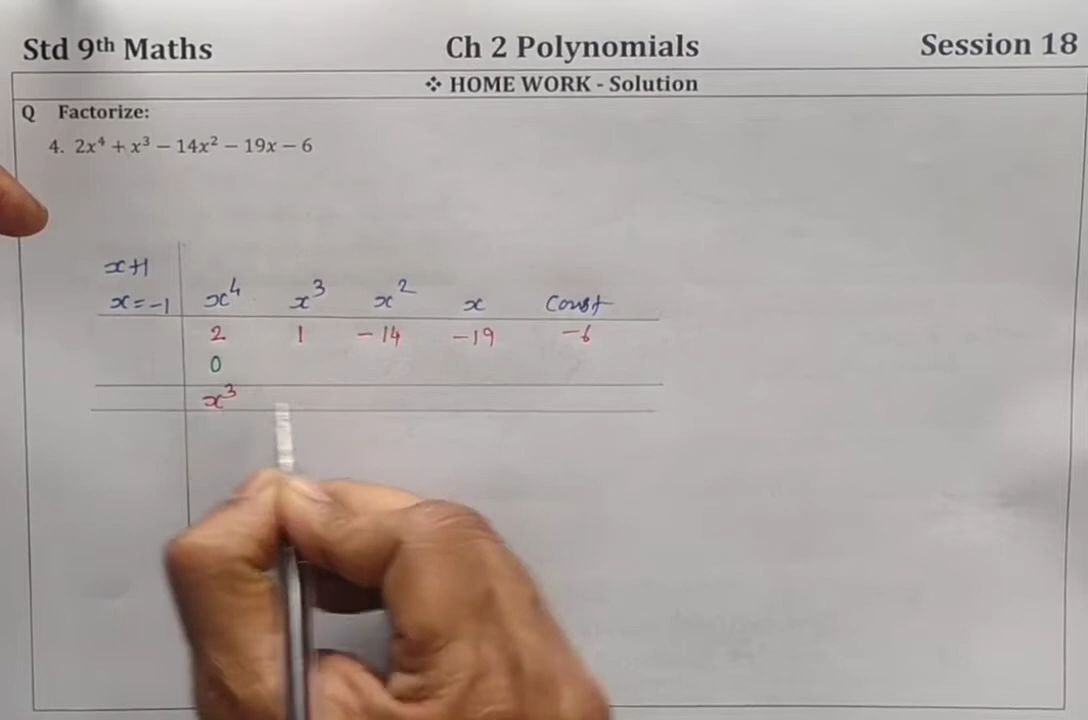 Std 9th Maths Ch 2 Polynomials Session 18
❖ HOME WORK - Solution
Q Factorize:
4. 2x⁴ + x³ − 14x² − 19x − 6
x+1
x=-1 x⁴ x³ x² x Const
2 1 -14 -19 -6
0
x³